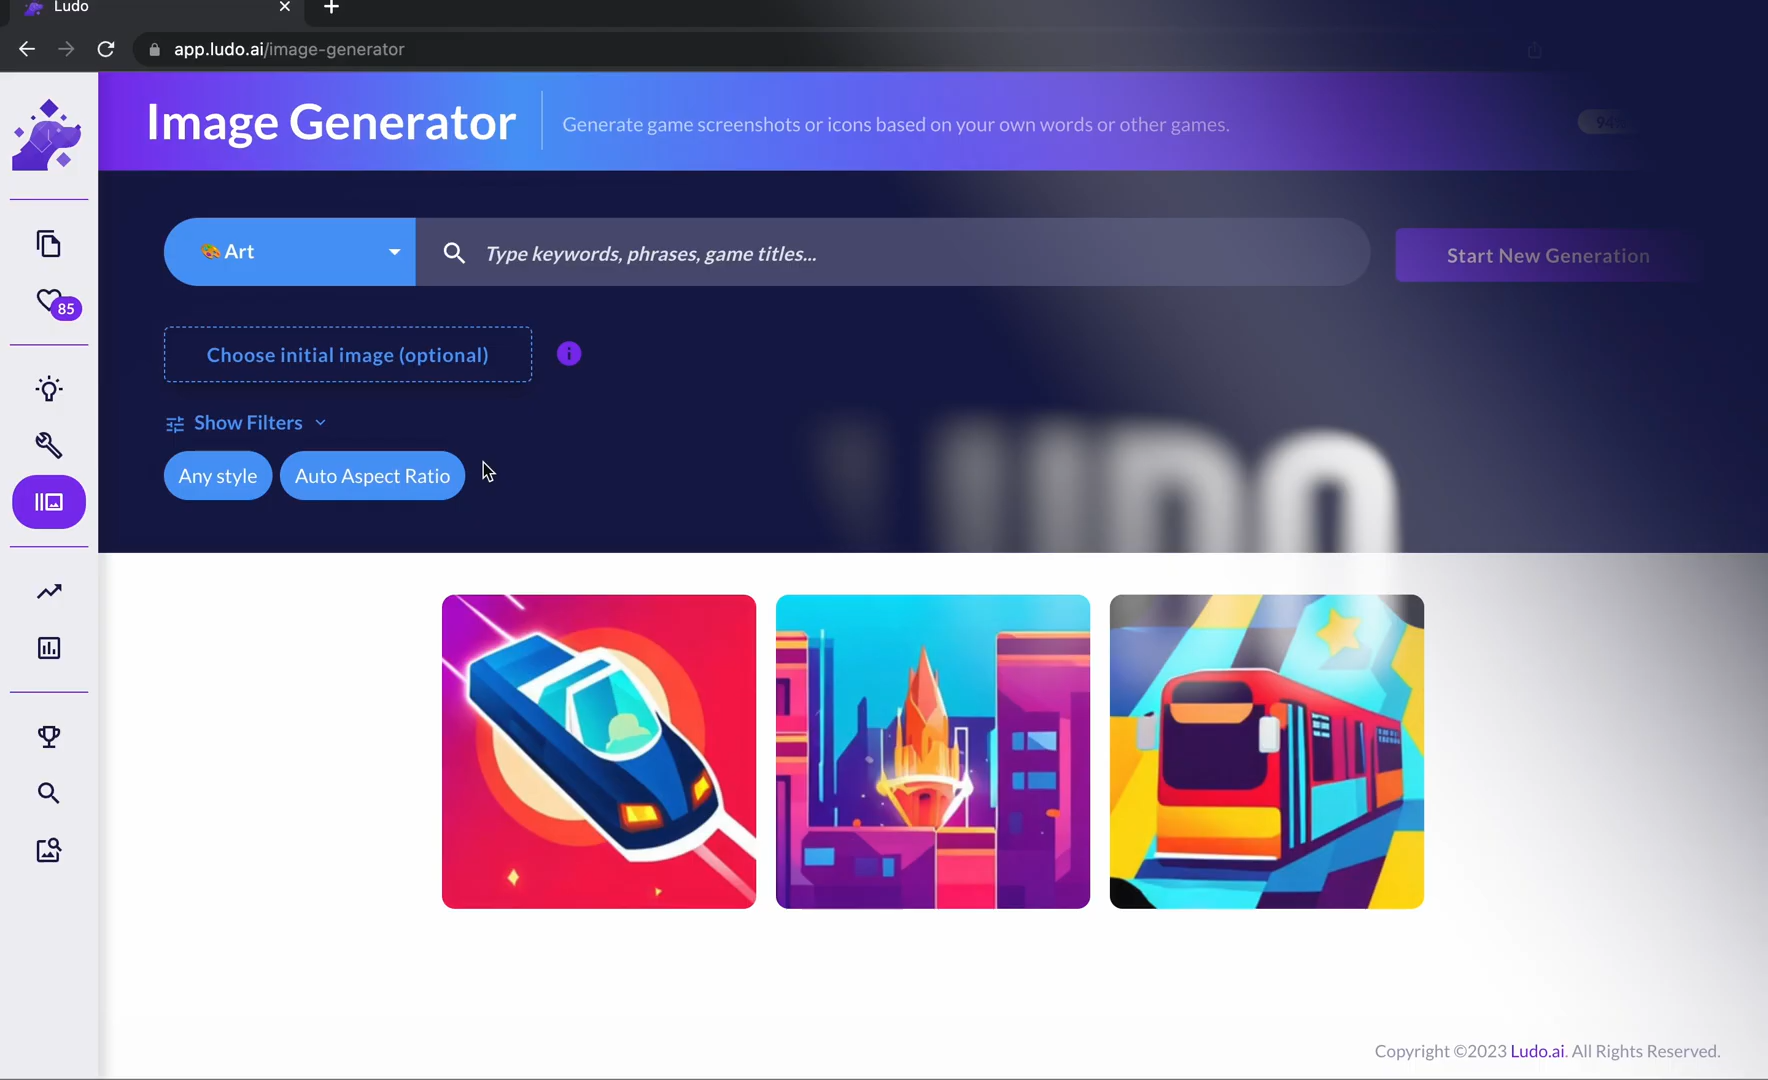 Ludo
app.ludo.ai/image-generator
Image Generator
Generate game screenshots or icons based on your own words or other games.
94%
Art
Type keywords, phrases, game titles...
Start New Generation
85
Choose initial image (optional)
i
Show Filters
Any style
Auto Aspect Ratio
LUDO
Copyright ©2023 Ludo.ai. All Rights Reserved.